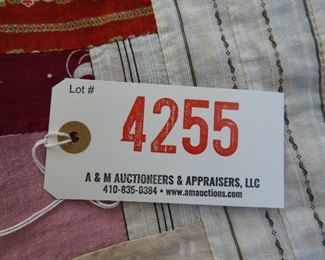 Lot #
4255
A & M AUCTIONEERS & APPRAISERS, LLC
410-835-0384 • www.amauctions.com